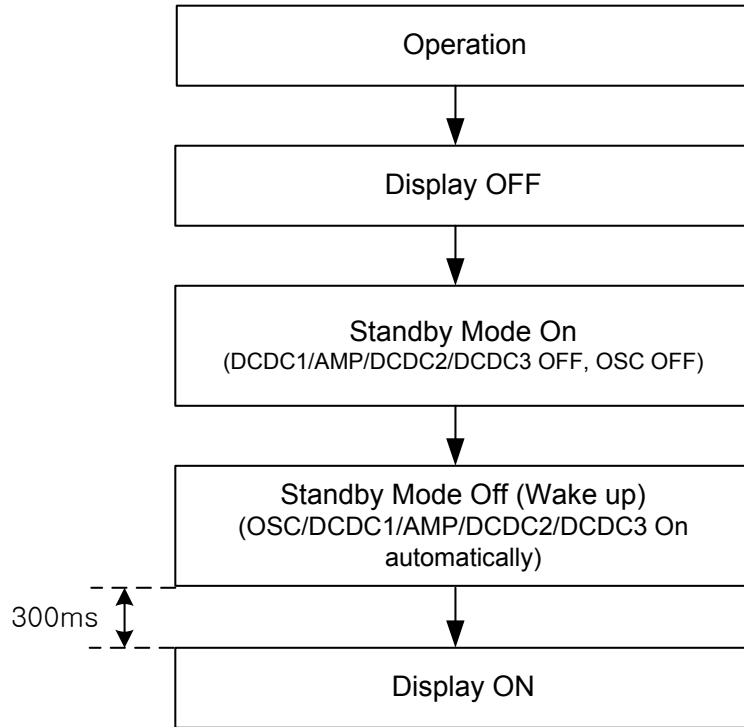 Operation
Display OFF
Standby Mode On
(DCDC1/AMP/DCDC2/DCDC3 OFF, OSC OFF)
Standby Mode Off (Wake up)
(OSC/DCDC1/AMP/DCDC2/DCDC3 On
automatically)
300ms
Display ON